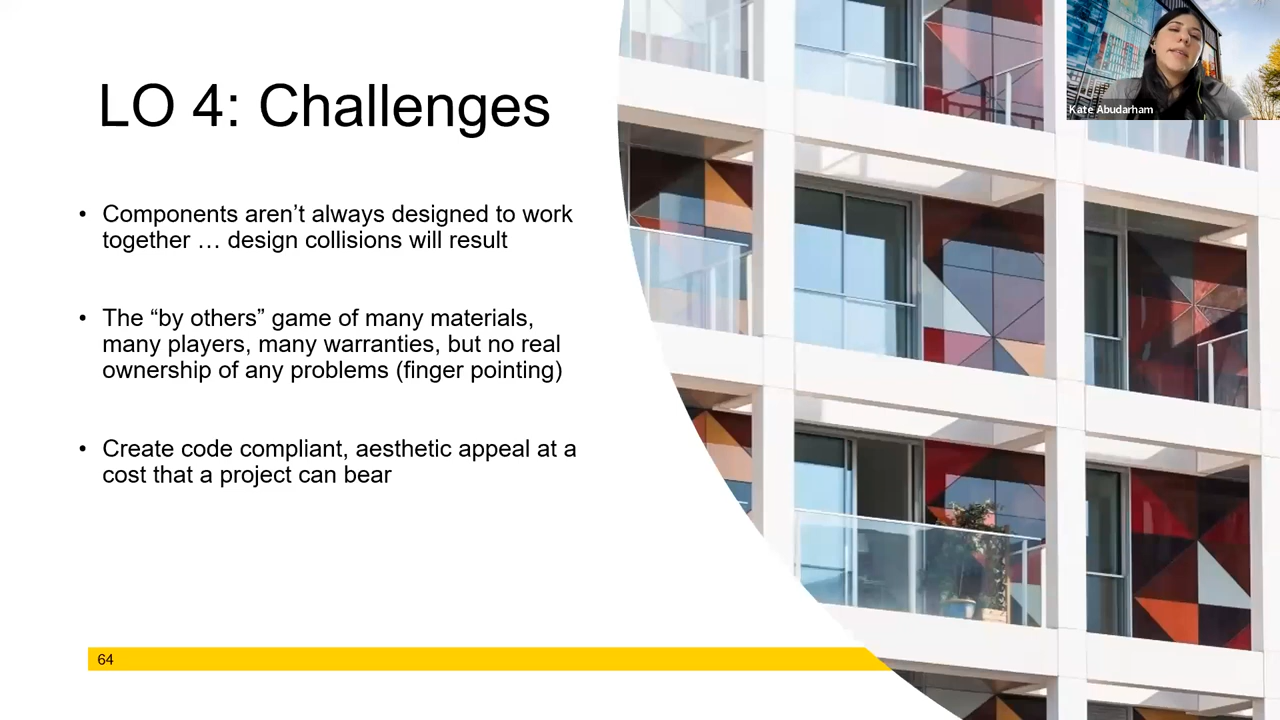 LO 4: Challenges
• Components aren’t always designed to work
together … design collisions will result
• The “by others” game of many materials,
many players, many warranties, but no real
ownership of any problems (finger pointing)
• Create code compliant, aesthetic appeal at a
cost that a project can bear
64
Kate Abudarham